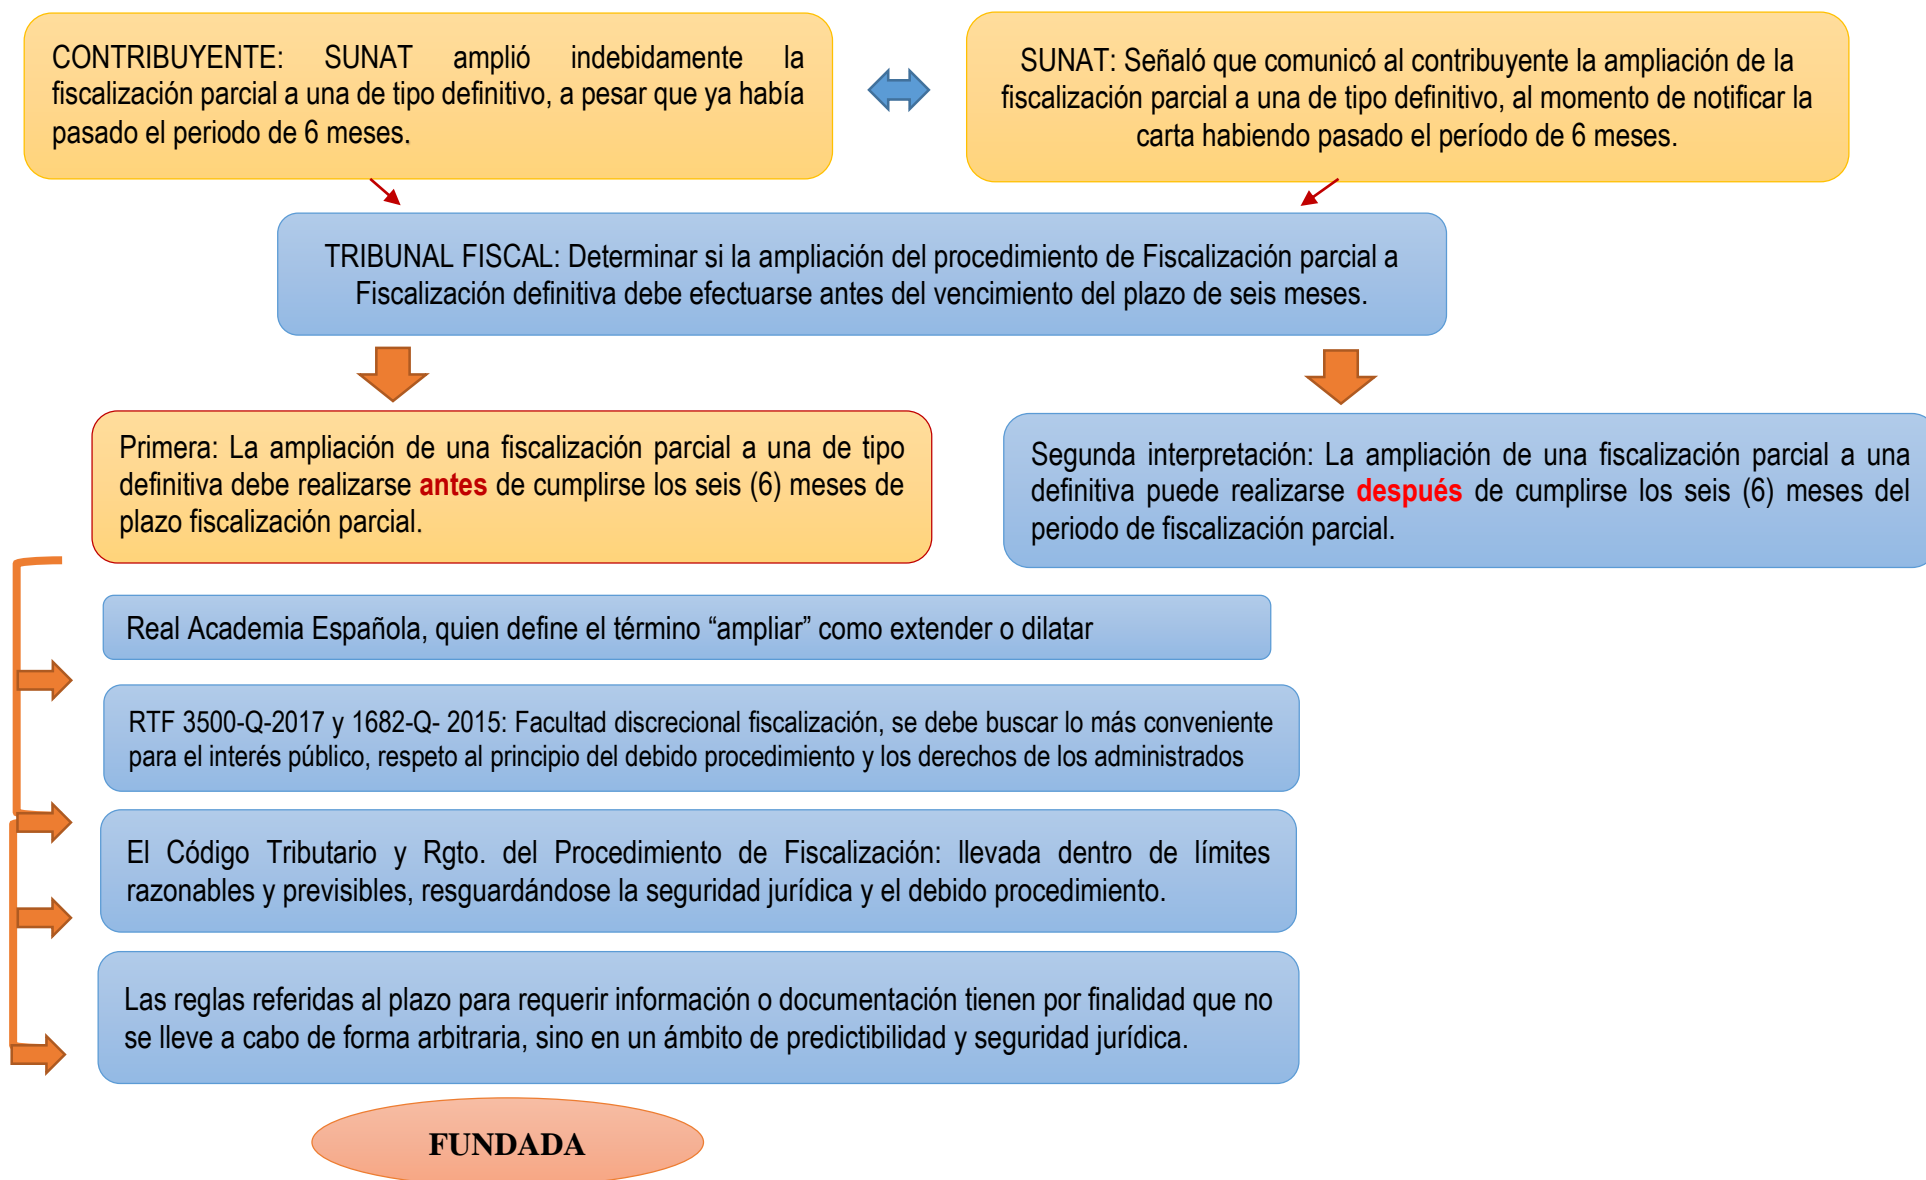 CONTRIBUYENTE: SUNAT amplió indebidamente la
fiscalización parcial a una de tipo definitivo, a pesar que ya había
pasado el periodo de 6 meses.
SUNAT: Señaló que comunicó al contribuyente la ampliación de la
fiscalización parcial a una de tipo definitivo, al momento de notificar la
carta habiendo pasado el período de 6 meses.
TRIBUNAL FISCAL: Determinar si la ampliación del procedimiento de Fiscalización parcial a
Fiscalización definitiva debe efectuarse antes del vencimiento del plazo de seis meses.
Primera: La ampliación de una fiscalización parcial a una de tipo
definitiva debe realizarse antes de cumplirse los seis (6) meses de
plazo fiscalización parcial.
Segunda interpretación: La ampliación de una fiscalización parcial a una
definitiva puede realizarse después de cumplirse los seis (6) meses del
periodo de fiscalización parcial.
Real Academia Española, quien define el término “ampliar” como extender o dilatar
RTF 3500-Q-2017 y 1682-Q- 2015: Facultad discrecional fiscalización, se debe buscar lo más conveniente
para el interés público, respeto al principio del debido procedimiento y los derechos de los administrados
El Código Tributario y Rgto. del Procedimiento de Fiscalización: llevada dentro de límites
razonables y previsibles, resguardándose la seguridad jurídica y el debido procedimiento.
Las reglas referidas al plazo para requerir información o documentación tienen por finalidad que no
se lleve a cabo de forma arbitraria, sino en un ámbito de predictibilidad y seguridad jurídica.
FUNDADA